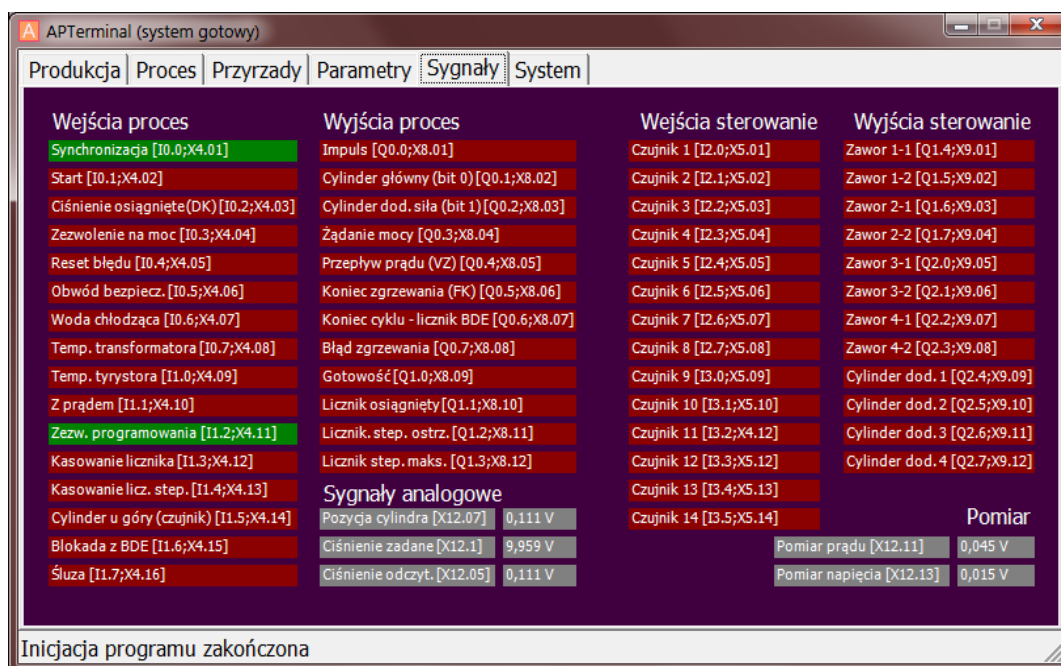 APTerminal (system gotowy)
Produkcja Proces Przyrzady Parametry Sygnały System
Wejścia proces
Synchronizacja [I0.0;X4.01]
Start [I0.1;X4.02]
Ciśnienie osiągnięte(DK) [I0.2;X4.03]
Zezwolenie na moc [I0.3;X4.04]
Reset błędu [I0.4;X4.05]
Obwód bezpiecz. [I0.5;X4.06]
Woda chłodząca [I0.6;X4.07]
Temp. transformatora [I0.7;X4.08]
Temp. tyrystora [I1.0;X4.09]
Z prądem [I1.1;X4.10]
Zezw. programowania [I1.2;X4.11]
Kasowanie licznika [I1.3;X4.12]
Kasowanie licz. step. [I1.4;X4.13]
Cylinder u góry (czujnik) [I1.5;X4.14]
Blokada z BDE [I1.6;X4.15]
Śluza [I1.7;X4.16]
Wyjścia proces
Impuls [Q0.0;X8.01]
Cylinder główny (bit 0) [Q0.1;X8.02]
Cylinder dod. siła (bit 1) [Q0.2;X8.03]
Żądanie mocy [Q0.3;X8.04]
Przepływ prądu (VZ) [Q0.4;X8.05]
Koniec zgrzewania (FK) [Q0.5;X8.06]
Koniec cyklu - licznik BDE [Q0.6;X8.07]
Błąd zgrzewania [Q0.7;X8.08]
Gotowość [Q1.0;X8.09]
Licznik osiągnięty [Q1.1;X8.10]
Licznik. step. ostrz. [Q1.2;X8.11]
Licznik step. maks. [Q1.3;X8.12]
Sygnały analogowe
Pozycja cylindra [X12.07] 0,111 V
Ciśnienie zadane [X12.1] 9,959 V
Ciśnienie odczyt. [X12.05] 0,111 V
Wejścia sterowanie
Czujnik 1 [I2.0;X5.01]
Czujnik 2 [I2.1;X5.02]
Czujnik 3 [I2.2;X5.03]
Czujnik 4 [I2.3;X5.04]
Czujnik 5 [I2.4;X5.05]
Czujnik 6 [I2.5;X5.06]
Czujnik 7 [I2.6;X5.07]
Czujnik 8 [I2.7;X5.08]
Czujnik 9 [I3.0;X5.09]
Czujnik 10 [I3.1;X5.10]
Czujnik 11 [I3.2;X4.12]
Czujnik 12 [I3.3;X5.12]
Czujnik 13 [I3.4;X5.13]
Czujnik 14 [I3.5;X5.14]
Wyjścia sterowanie
Zawor 1-1 [Q1.4;X9.01]
Zawor 1-2 [Q1.5;X9.02]
Zawor 2-1 [Q1.6;X9.03]
Zawor 2-2 [Q1.7;X9.04]
Zawor 3-1 [Q2.0;X9.05]
Zawor 3-2 [Q2.1;X9.06]
Zawor 4-1 [Q2.2;X9.07]
Zawor 4-2 [Q2.3;X9.08]
Cylinder dod. 1 [Q2.4;X9.09]
Cylinder dod. 2 [Q2.5;X9.10]
Cylinder dod. 3 [Q2.6;X9.11]
Cylinder dod. 4 [Q2.7;X9.12]
Pomiar
Pomiar prądu [X12.11] 0,045 V
Pomiar napięcia [X12.13] 0,015 V
Inicjacja programu zakończona